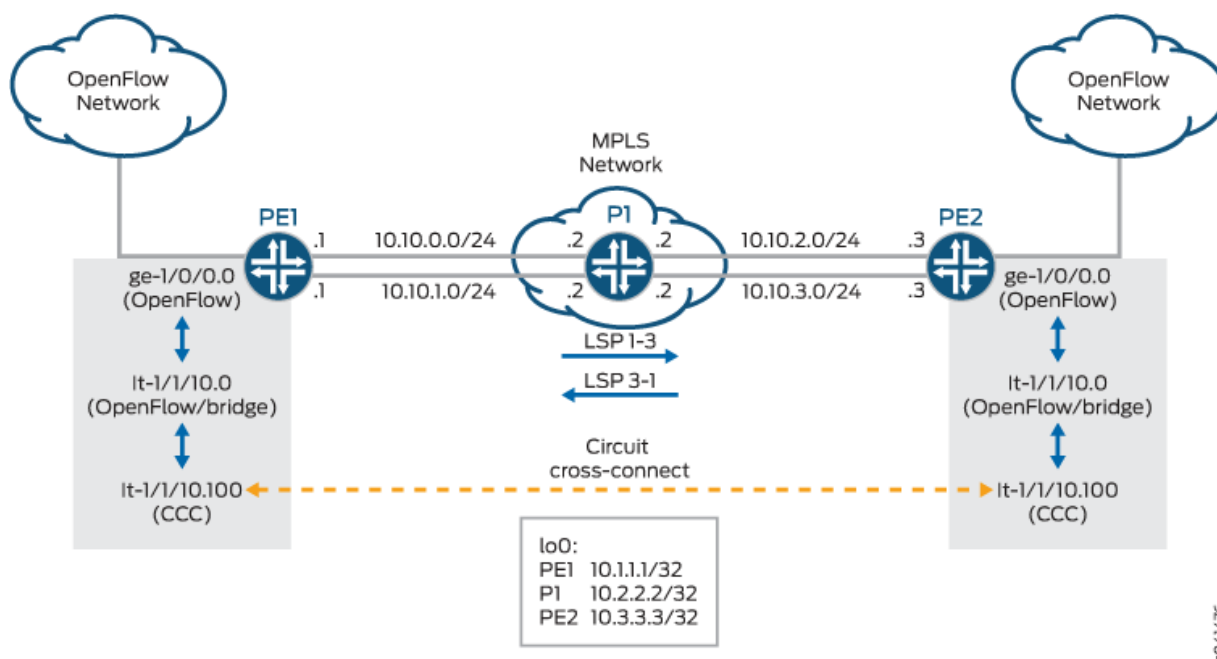 OpenFlow
Network
OpenFlow
Network
MPLS
Network
PE1
P1
PE2
.1
10.10.0.0/24
.2
.2
10.10.2.0/24
.3
.1
10.10.1.0/24
.2
.2
10.10.3.0/24
.3
ge-1/0/0.0
(OpenFlow)
ge-1/0/0.0
(OpenFlow)
LSP 1-3
LSP 3-1
lt-1/1/10.0
(OpenFlow/bridge)
lt-1/1/10.0
(OpenFlow/bridge)
Circuit
cross-connect
lt-1/1/10.100
(CCC)
lt-1/1/10.100
(CCC)
lo0:
PE1 10.1.1.1/32
P1 10.2.2.2/32
PE2 10.3.3.3/32